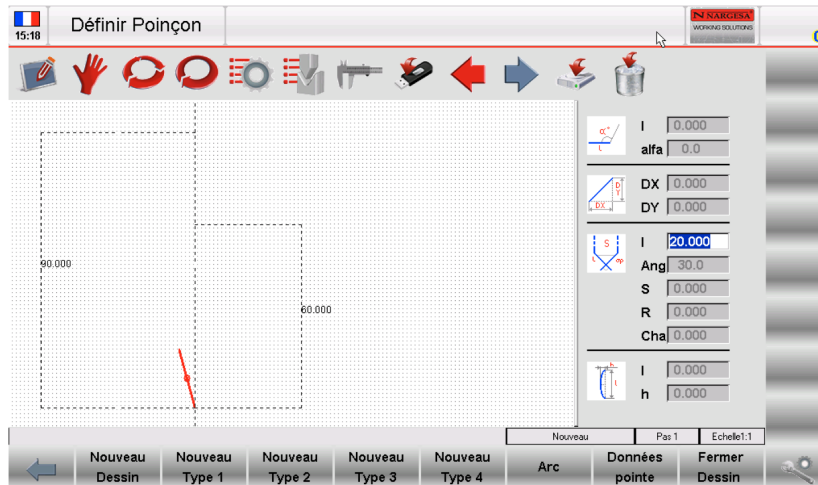 15:18
Définir Poinçon
N NARGESA
WORKING SOLUTIONS
α°
L
l 0.000
alfa 0.0
DX
DY
DX 0.000
DY 0.000
S
l 20.000
Ang 30.0
S 0.000
R 0.000
Cha 0.000
h
L
l 0.000
h 0.000
90.000
60.000
Nouveau
Pas 1
Echelle1:1
Nouveau Dessin
Nouveau Type 1
Nouveau Type 2
Nouveau Type 3
Nouveau Type 4
Arc
Données pointe
Fermer Dessin